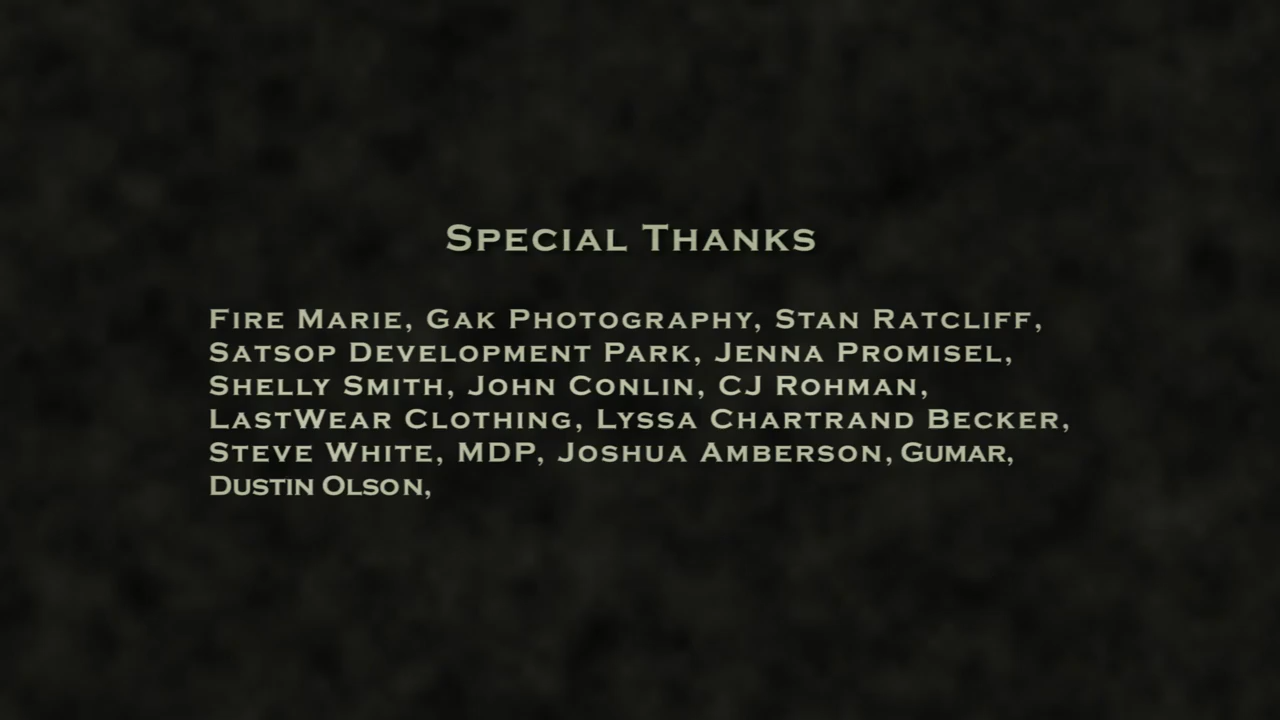 Special Thanks
Fire Marie, Gak Photography, Stan Ratcliff,
Satsop Development Park, Jenna Promisel,
Shelly Smith, John Conlin, CJ Rohman,
LastWear Clothing, Lyssa Chartrand Becker,
Steve White, MDP, Joshua Amberson, Gumar,
Dustin Olson,